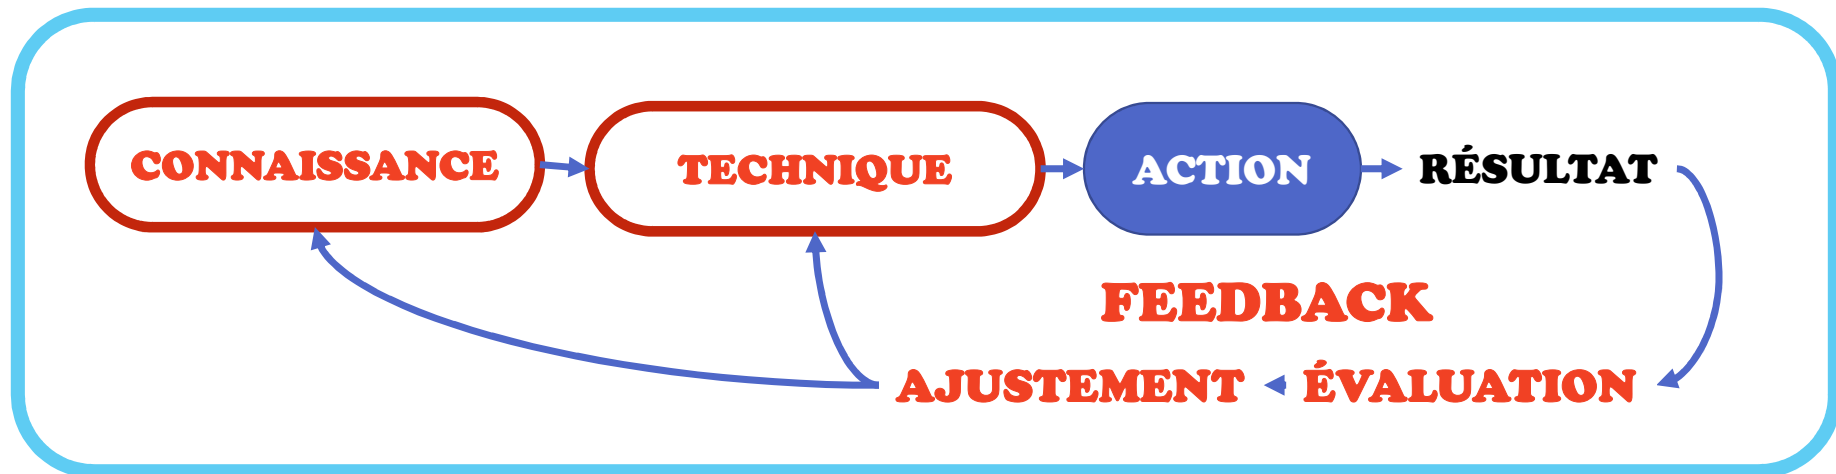 CONNAISSANCE
TECHNIQUE
ACTION
RÉSULTAT
FEEDBACK
AJUSTEMENT
ÉVALUATION